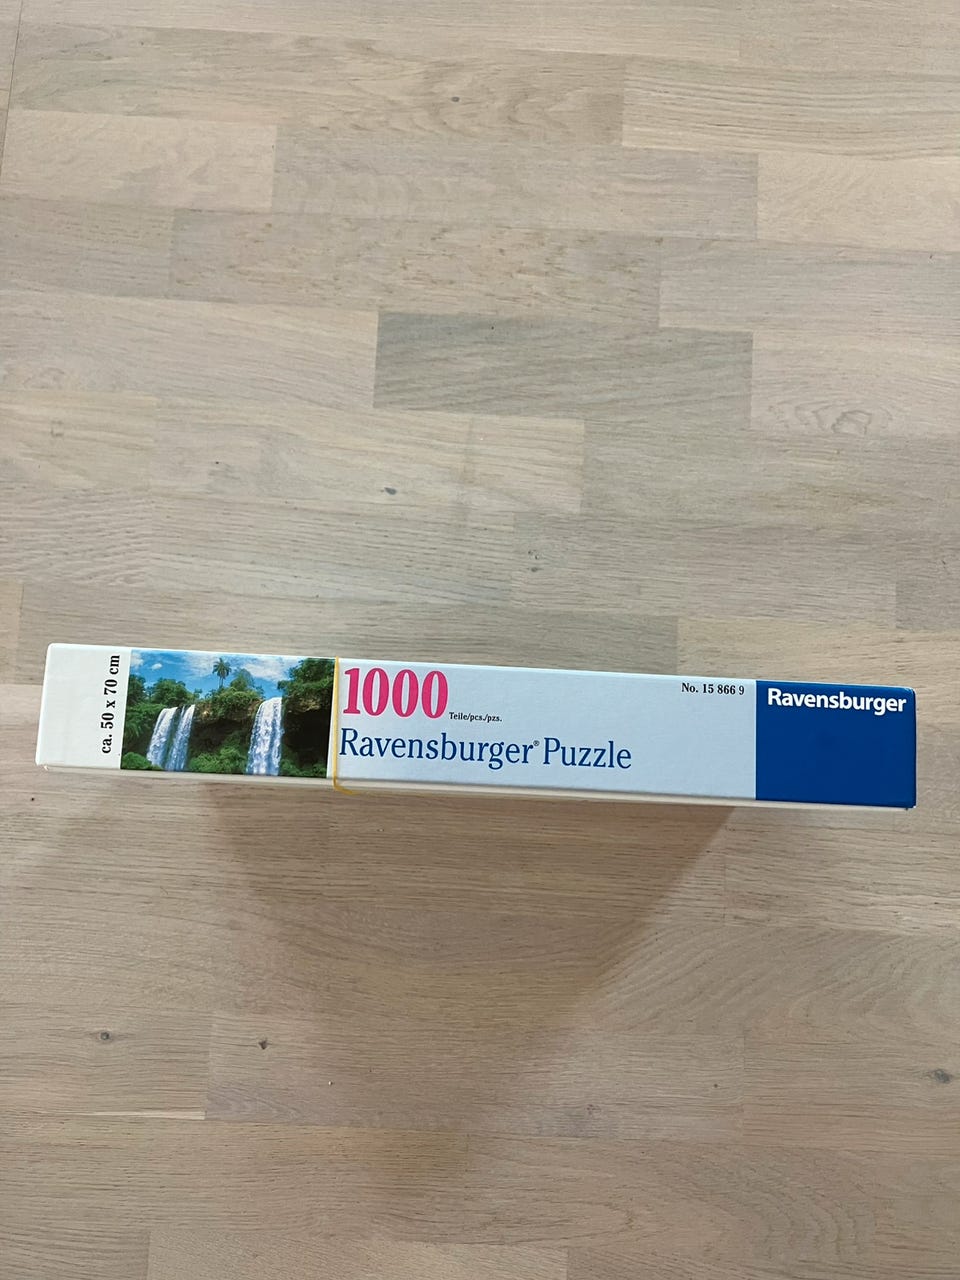 ca. 50 x 70 cm
1000
Teile/pcs./pzs.
Ravensburger® Puzzle
No. 15 866 9
Ravensburger